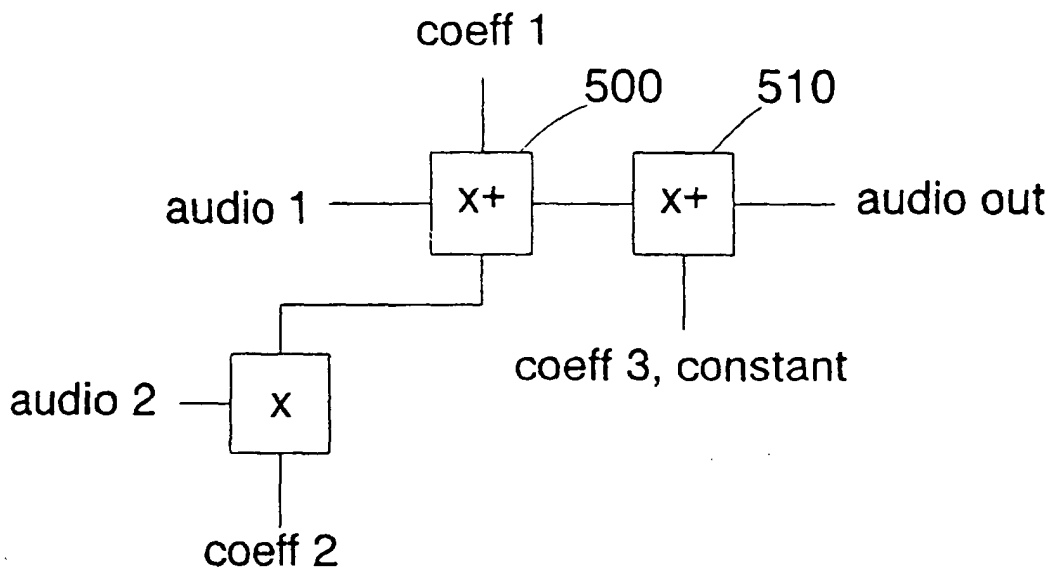 coeff 1
500
510
audio 1
x+
x+
audio out
coeff 3, constant
audio 2
x
coeff 2